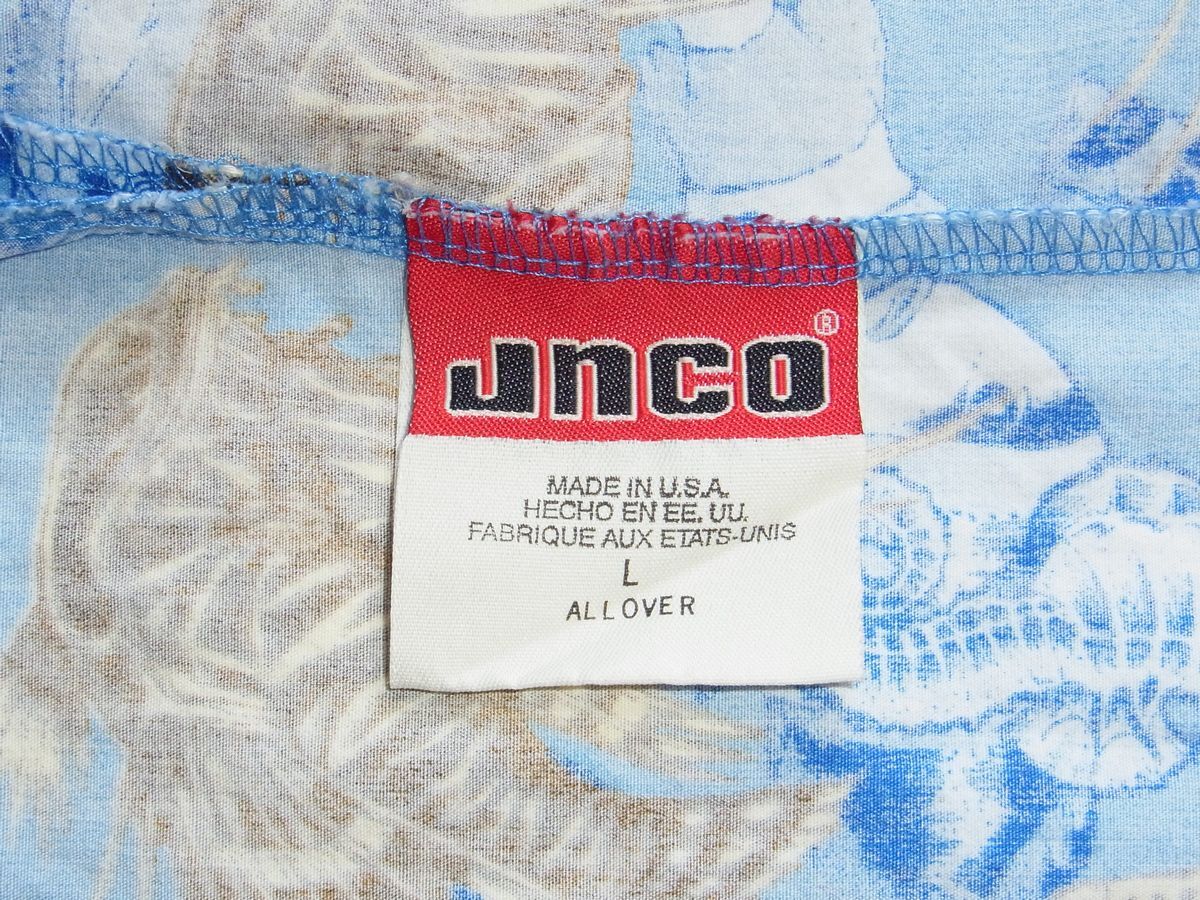 JNCO®
MADE IN U.S.A.
HECHO EN EE. UU.
FABRIQUE AUX ETATS-UNIS
L
ALLOVER